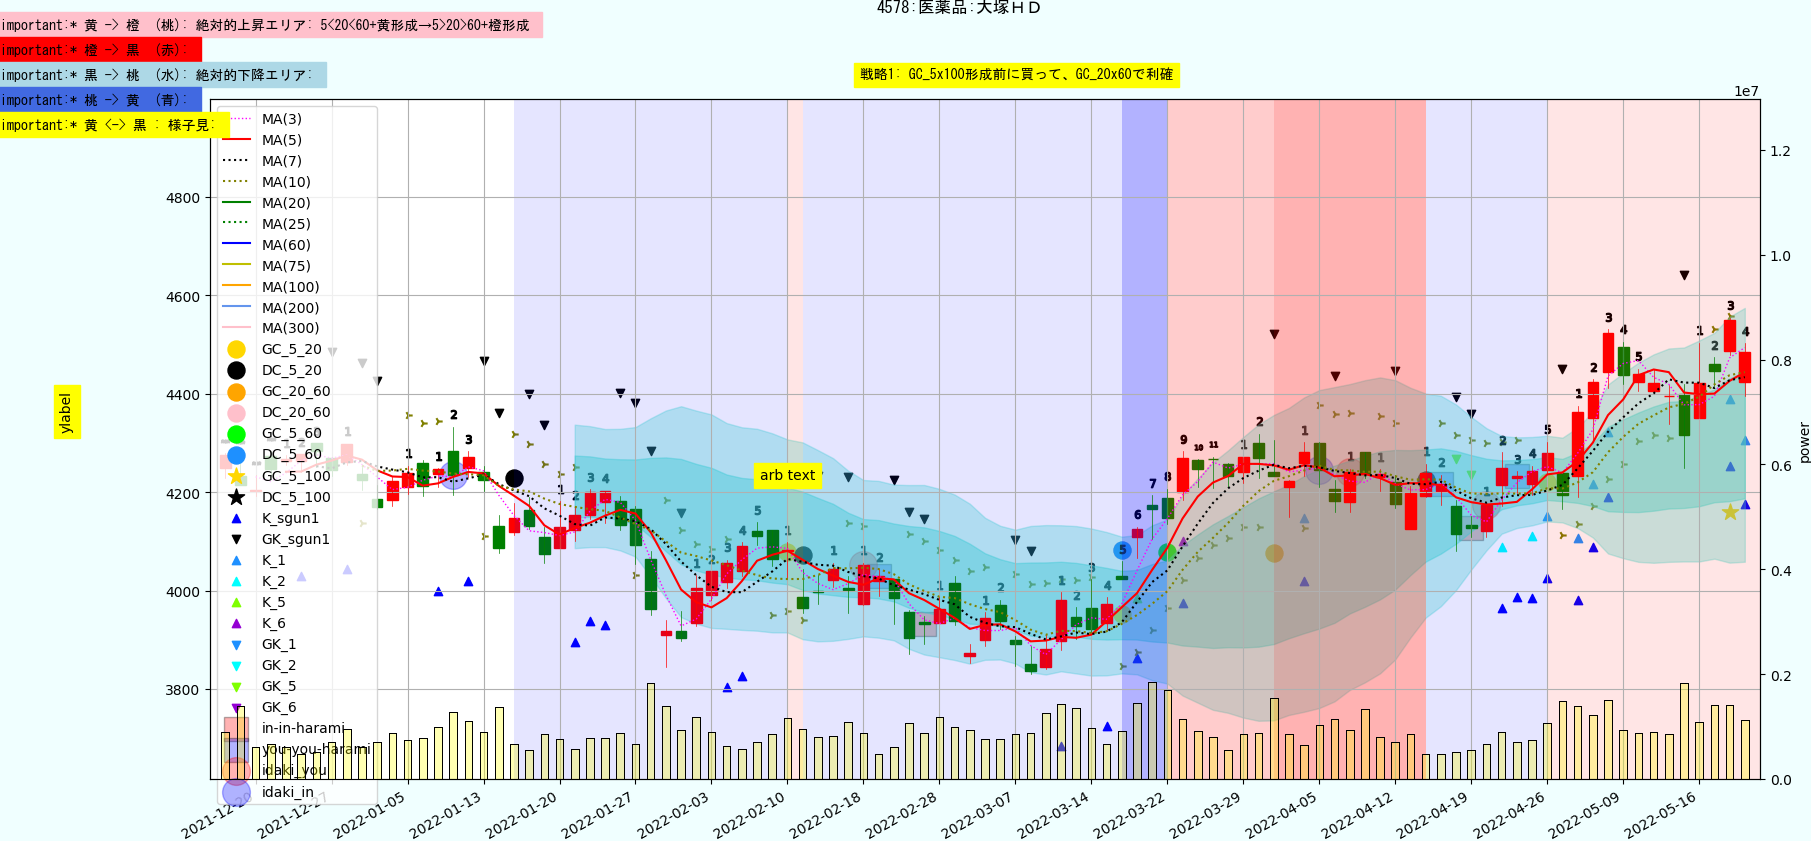 4578:医薬品:大塚HD
important:* 黄 -> 橙 (桃): 絶対的上昇エリア: 5<20<60+黄形成→5>20>60+橙形成
important:* 橙 -> 黒 (赤):
important:* 黒 -> 桃 (水): 絶対的下降エリア:
戦略1: GC_5x100形成前に買って、GC_20x60で利確
important:* 桃 -> 黄 (青):
important:* 黄 <-> 黒 : 様子見:
1e7
MA(3)
MA(5)
MA(7)
MA(10)
MA(20)
MA(25)
MA(60)
MA(75)
MA(100)
MA(200)
MA(300)
GC_5_20
DC_5_20
GC_20_60
DC_20_60
GC_5_60
DC_5_60
GC_5_100
DC_5_100
K_sgun1
GK_sgun1
K_1
K_2
K_5
K_6
GK_1
GK_2
GK_5
GK_6
in-in-harami
you-you-harami
idaki_you
idaki_in
ylabel
4800
4600
4400
4200
4000
3800
arb text
1.2
1.0
0.8
0.6
0.4
0.2
0.0
power
2021-12-20
2021-12-27
2022-01-05
2022-01-13
2022-01-20
2022-01-27
2022-02-03
2022-02-10
2022-02-18
2022-02-28
2022-03-07
2022-03-14
2022-03-22
2022-03-29
2022-04-05
2022-04-12
2022-04-19
2022-04-26
2022-05-09
2022-05-16